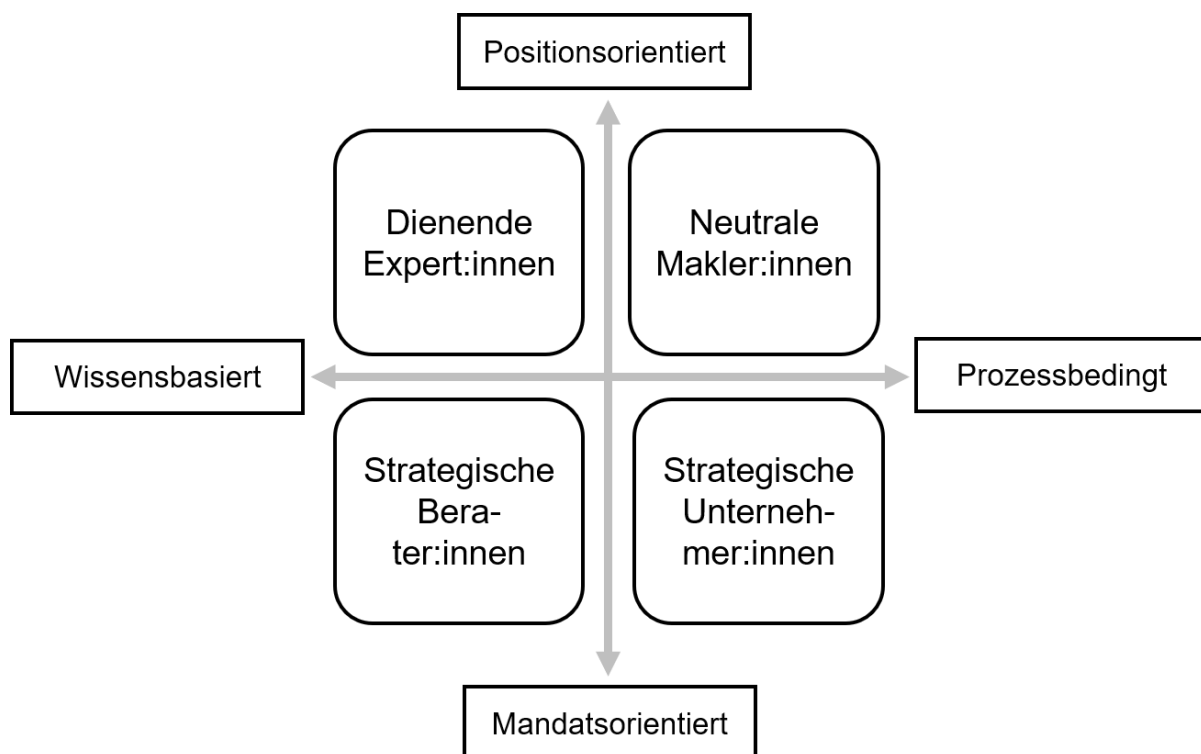 Positionsorientiert
Dienende
Expert:innen
Neutrale
Makler:innen
Wissensbasiert
Prozessbedingt
Strategische
Bera-
ter:innen
Strategische
Unterneh-
mer:innen
Mandatsorientiert